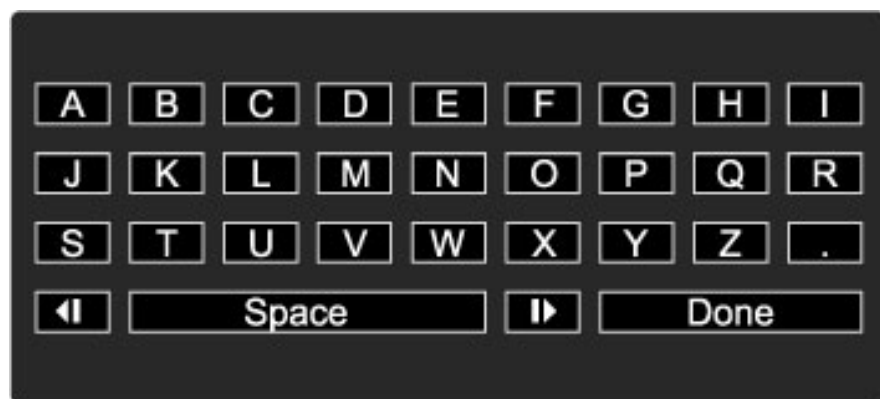 A B C D E F G H I
J K L M N O P Q R
S T U V W X Y Z .
Space Done